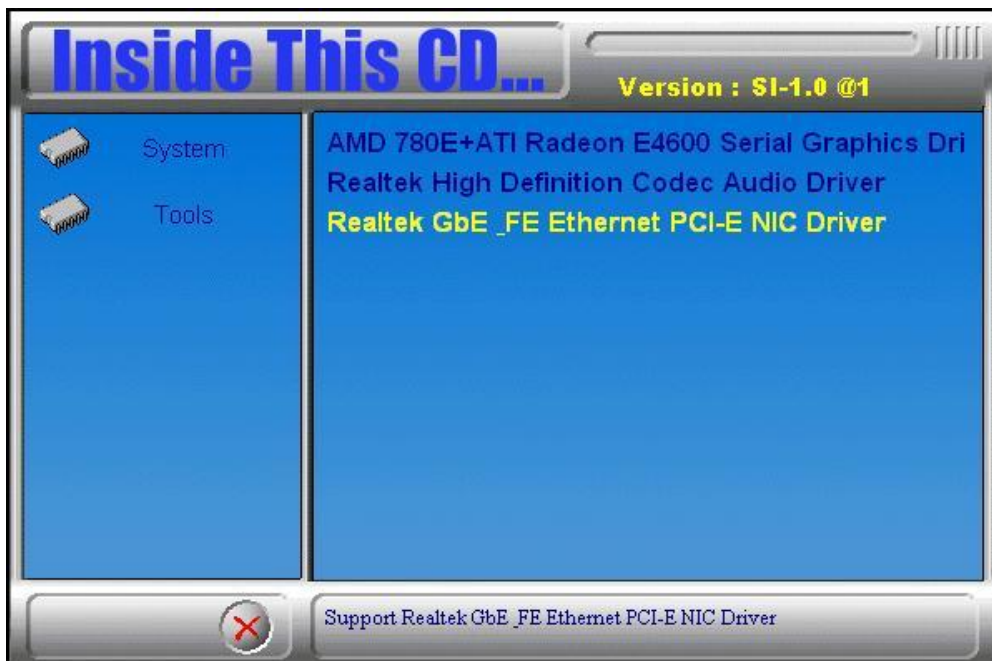 Inside This CD...
Version : SI-1.0 @1
System
Tools
AMD 780E+ATI Radeon E4600 Serial Graphics Dri
Realtek High Definition Codec Audio Driver
Realtek GbE _FE Ethernet PCI-E NIC Driver
Support Realtek GbE _FE Ethernet PCI-E NIC Driver